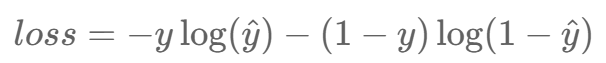 loss = −y log(ŷ) − (1 − y) log(1 − ŷ)